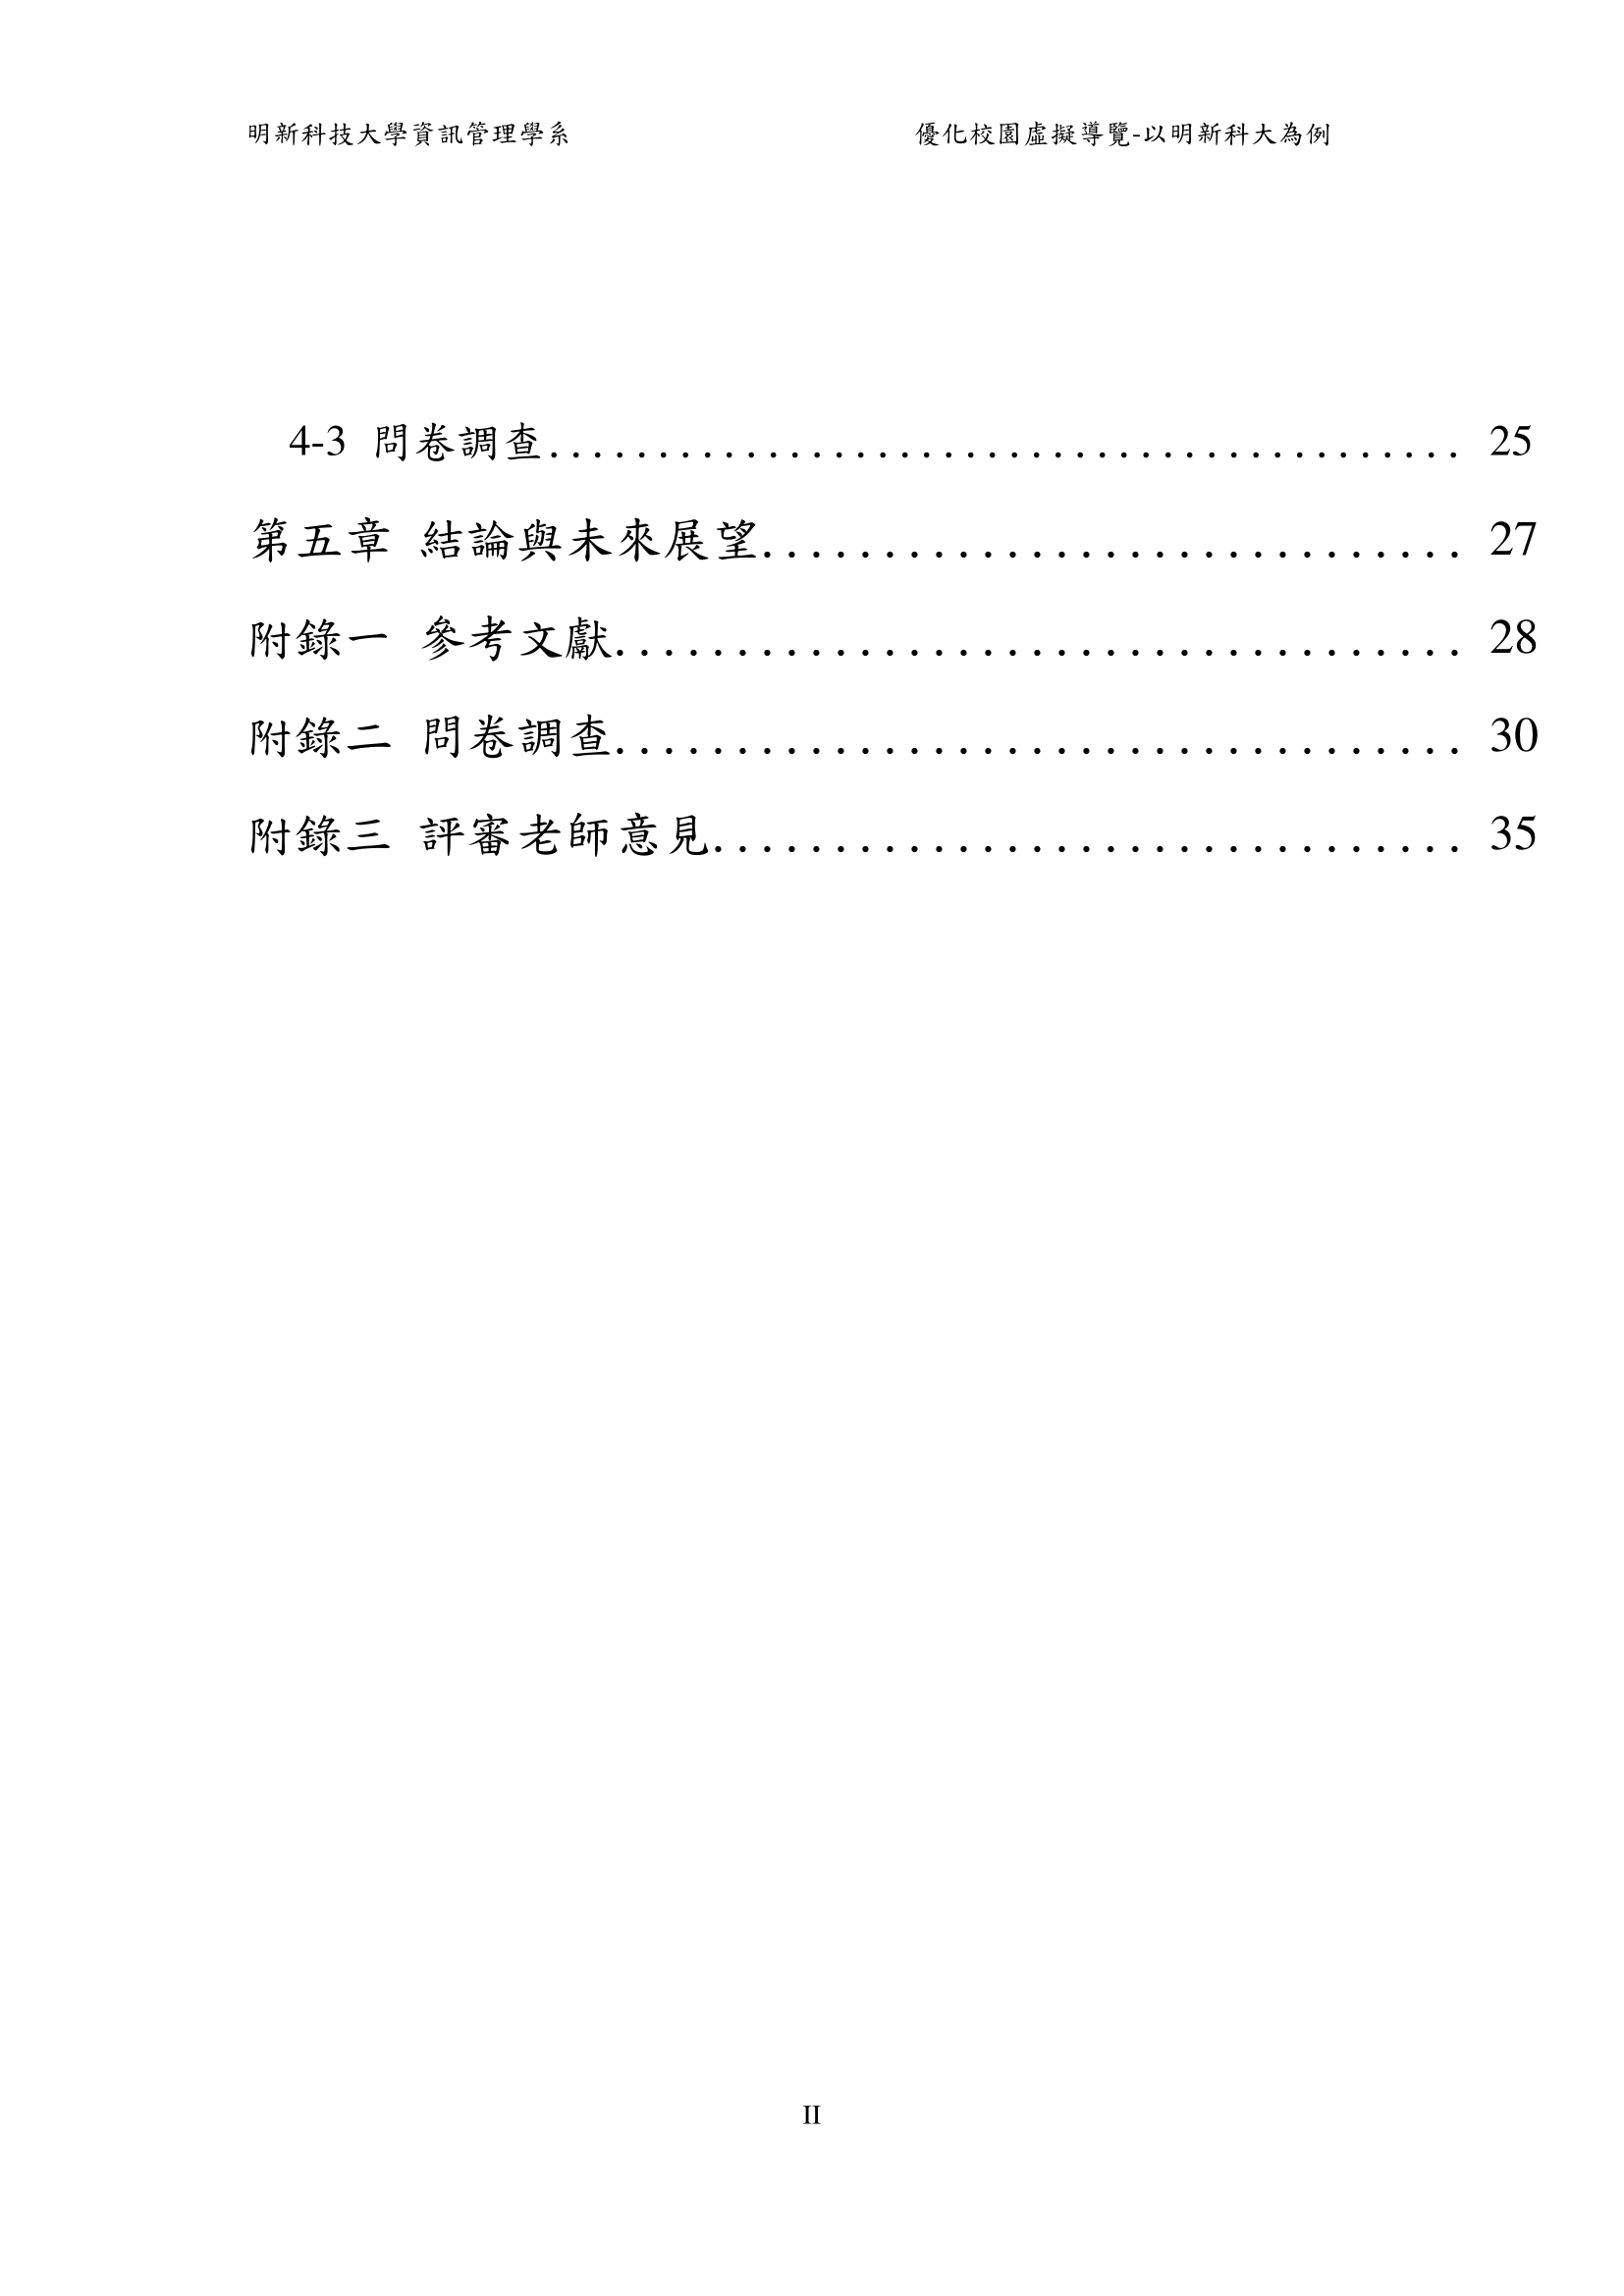 明新科技大學資訊管理學系 優化校園虛擬導覽-以明新科大為例
4-3 問卷調查.......................................... 25
第五章 結論與未來展望............................. 27
附錄一 參考文獻................................... 28
附錄二 問卷調查................................... 30
附錄三 評審老師意見............................... 35
II